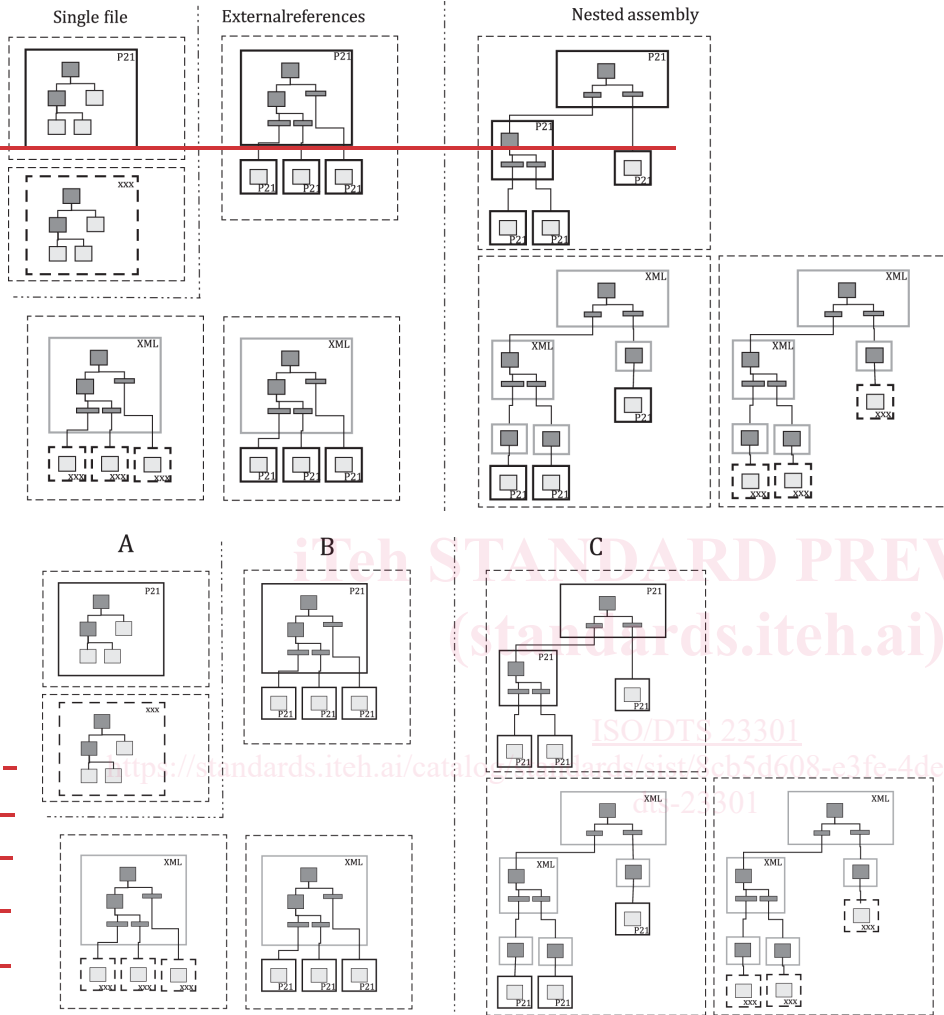 Single file
Externalreferences
Nested assembly
P21
P21
P21
P21
P21
P21
P21
P21
P21
P21
P21
xxx
XML
XML
XML
XML
XML
XML
xxx
xxx
xxx
P21
P21
P21
P21
P21
P21
xxx
xxx
xxx
A
B
C
iTeh STANDARD PREV
(standards.iteh.ai)
P21
P21
P21
P21
P21
xxx
P21
P21
P21
P21
P21
ISO/DTS 23301
https://standards.iteh.ai/catalog/standards/sist/8cb5d608-e3fe-4de
dts-23301
XML
XML
XML
XML
XML
XML
P21
xxx
xxx
xxx
xxx
P21
P21
P21
P21
P21
xxx
xxx